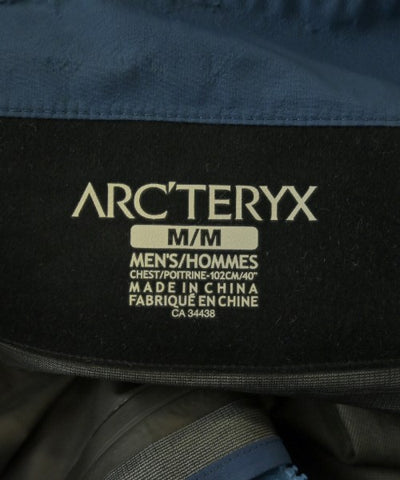 ARC'TERYX
M/M
MEN'S/HOMMES
CHEST/POITRINE-102CM/40"
MADE IN CHINA
FABRIQUÉ EN CHINE
CA 34438